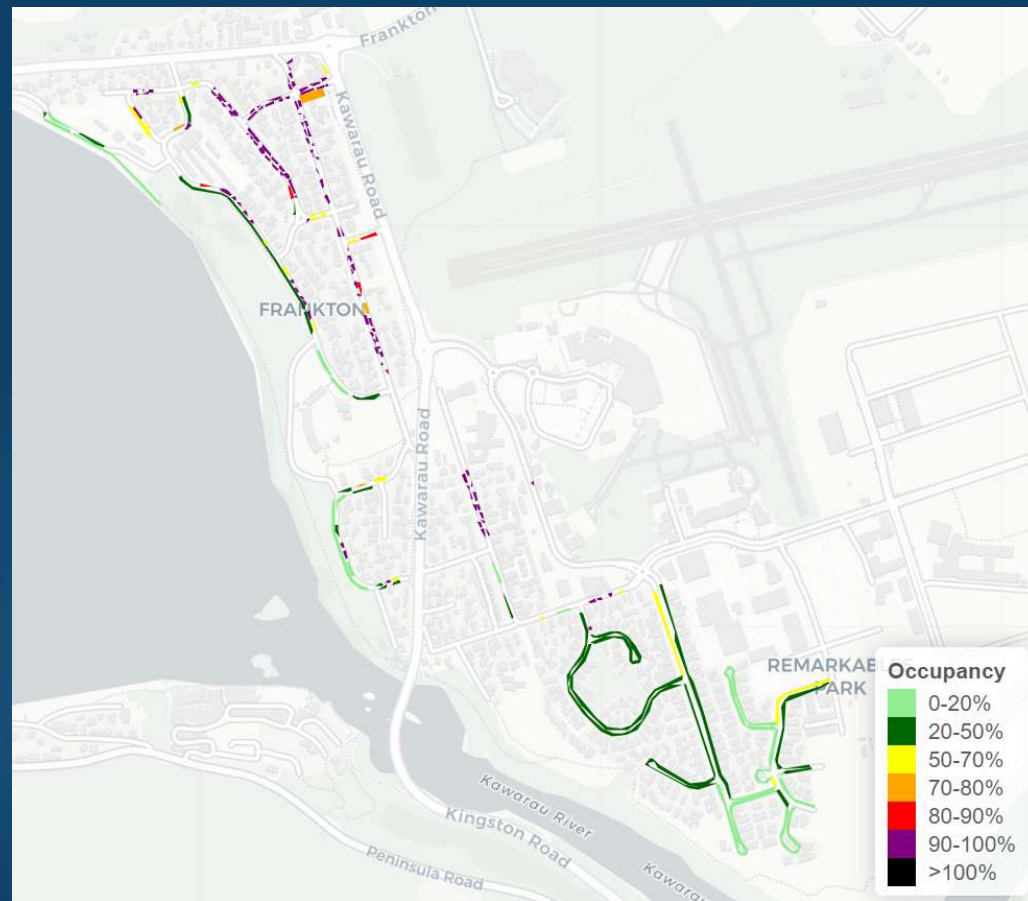 Frankton
Kawarau Road
FRANKTON
Kawarau Road
REMARKAB
PARK
Kawarau River
Kingston Road
Peninsula Road
Kawarau
Occupancy
0-20%
20-50%
50-70%
70-80%
80-90%
90-100%
>100%